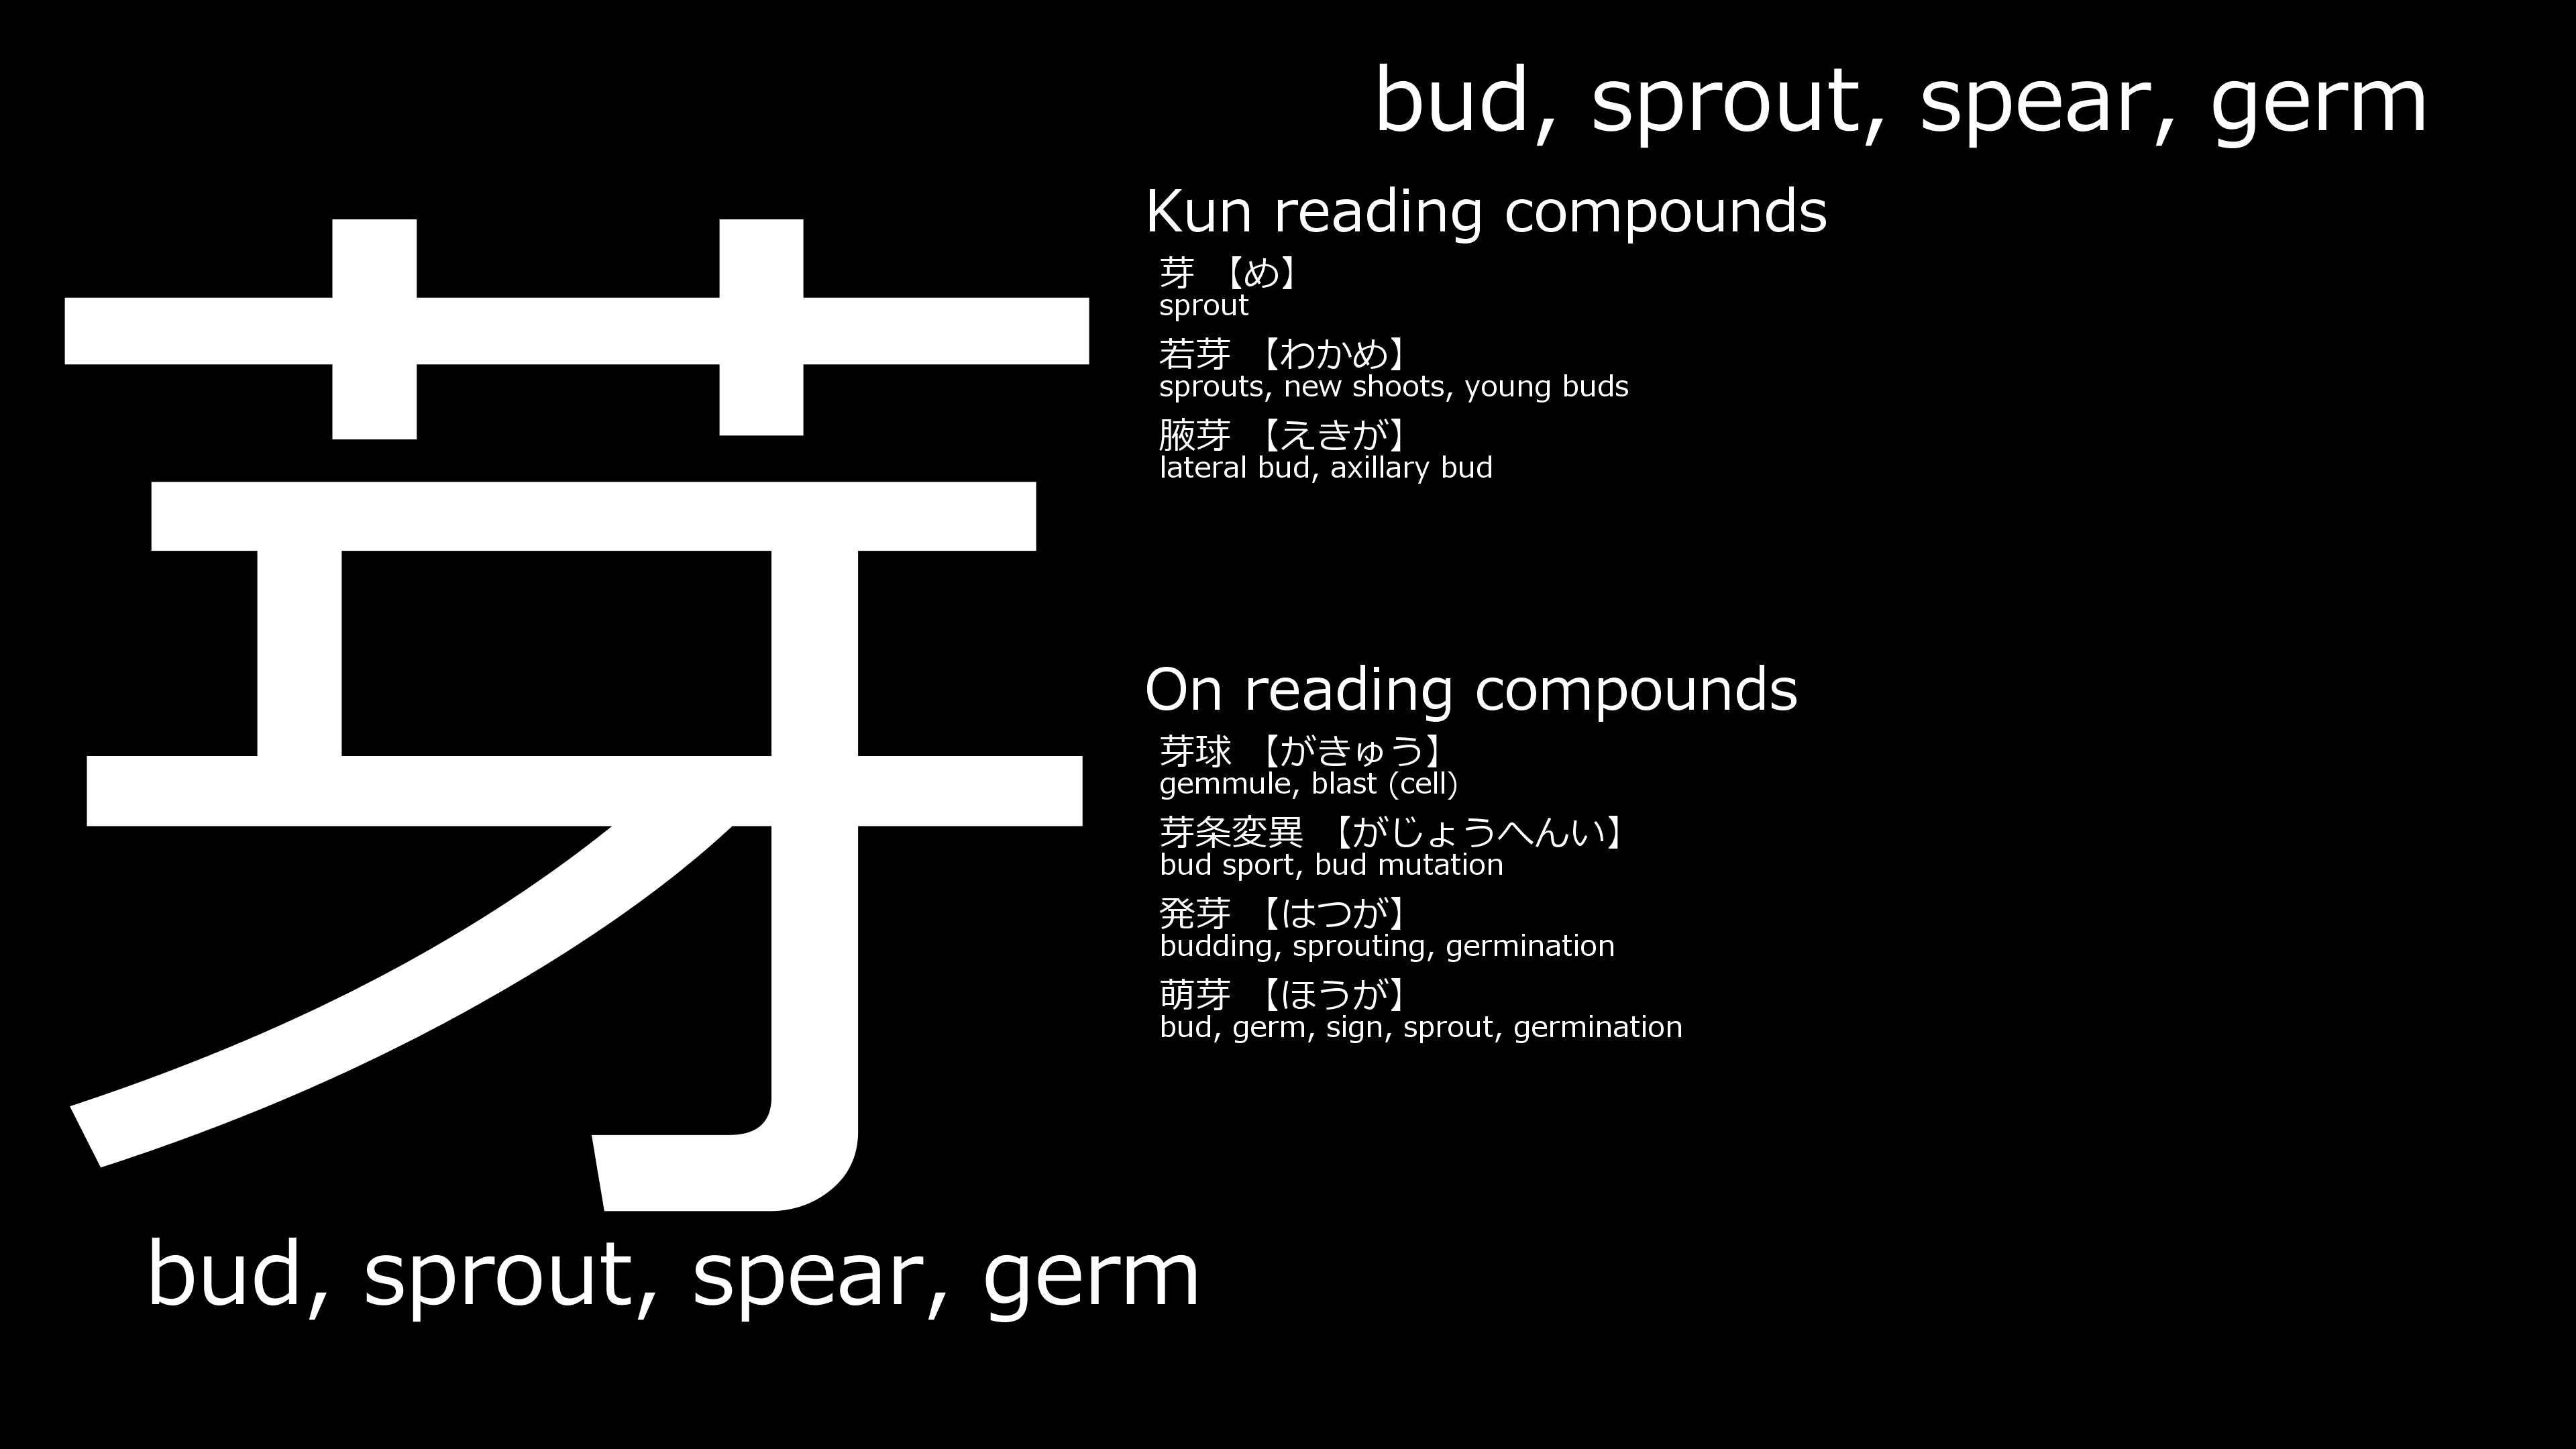 芽
bud, sprout, spear, germ
bud, sprout, spear, germ
Kun reading compounds
芽 【め】
sprout
若芽 【わかめ】
sprouts, new shoots, young buds
腋芽 【えきが】
lateral bud, axillary bud
On reading compounds
芽球 【がきゅう】
gemmule, blast (cell)
芽条変異 【がじょうへんい】
bud sport, bud mutation
発芽 【はつが】
budding, sprouting, germination
萌芽 【ほうが】
bud, germ, sign, sprout, germination